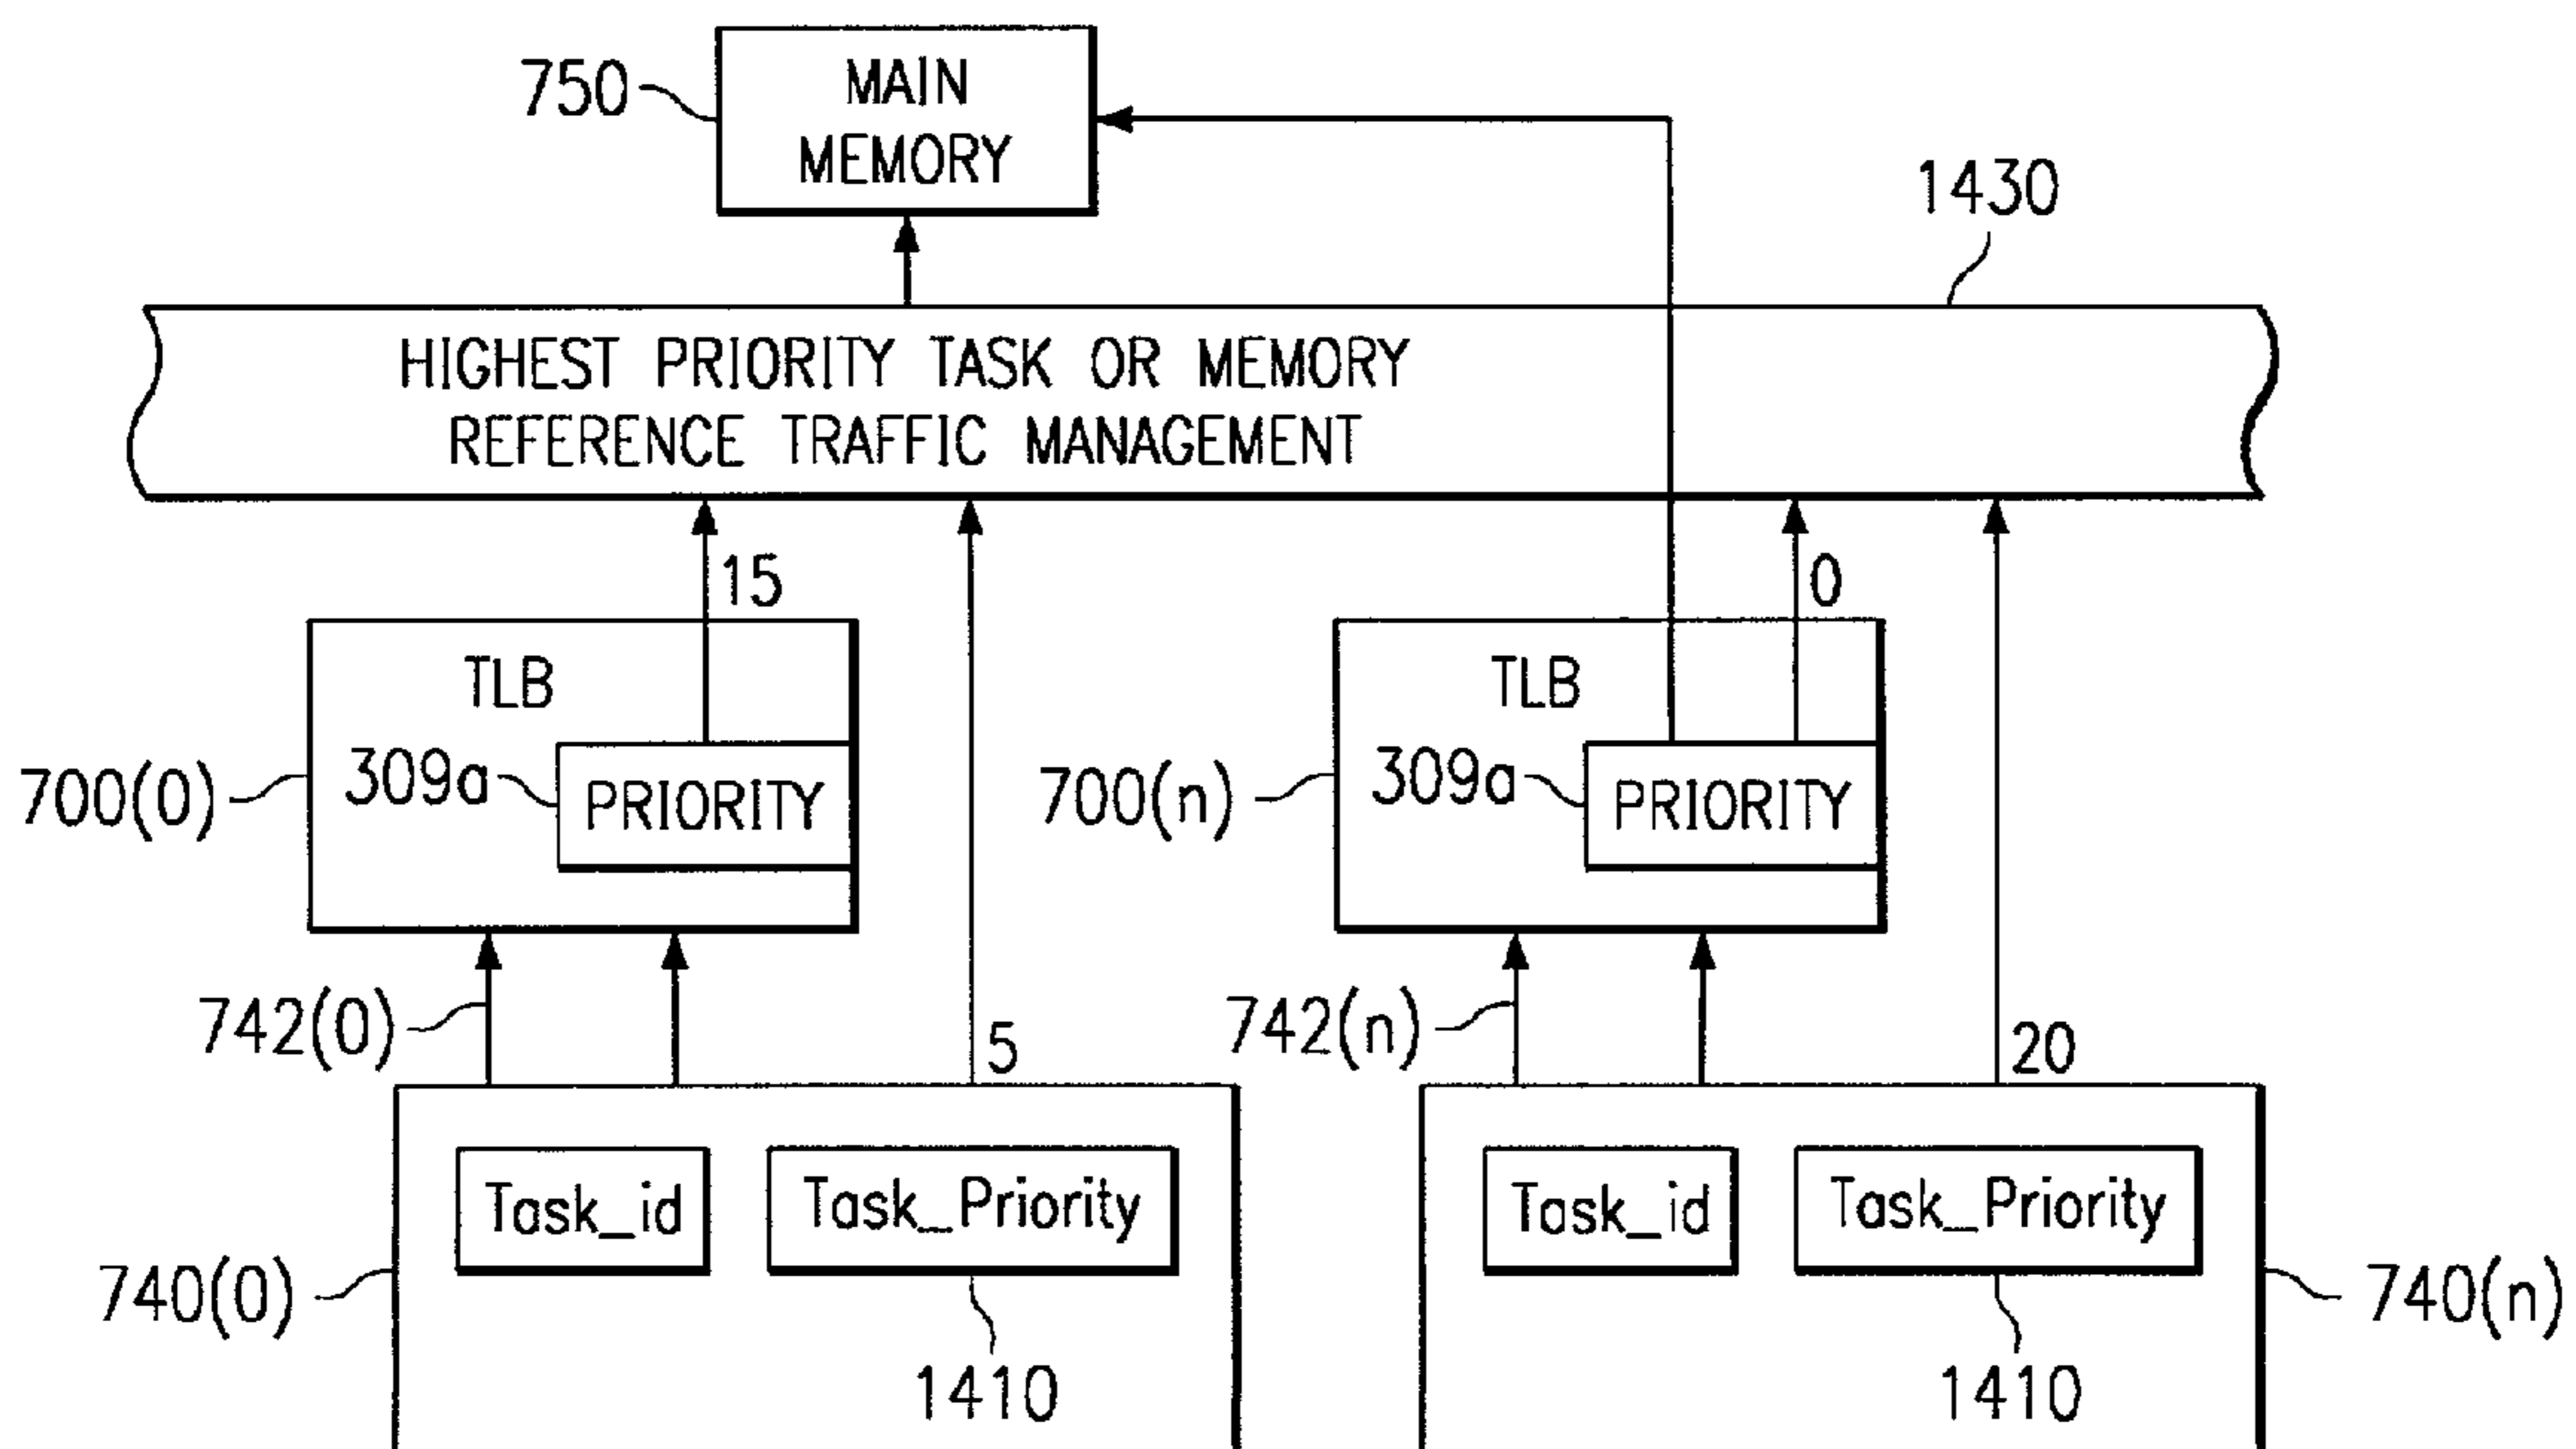 750
MAIN
MEMORY
1430
HIGHEST PRIORITY TASK OR MEMORY
REFERENCE TRAFFIC MANAGEMENT
15
0
TLB
TLB
700(0)
309a
PRIORITY
700(n)
309a
PRIORITY
742(0)
5
742(n)
20
Task_id
Task_Priority
Task_id
Task_Priority
740(0)
740(n)
1410
1410